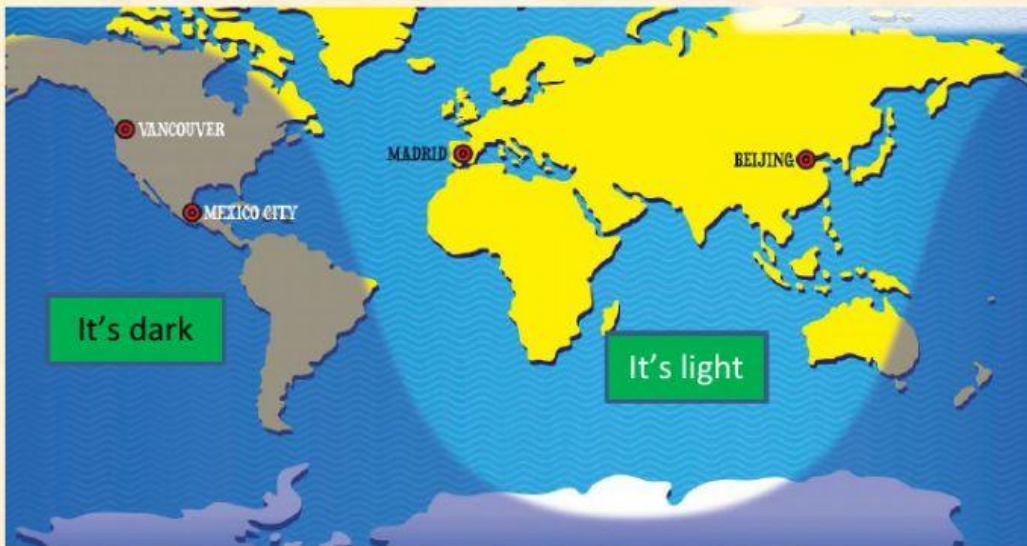 VANCOUVER
MADRID
BEIJING
MEXICO CITY
It's dark
It's light